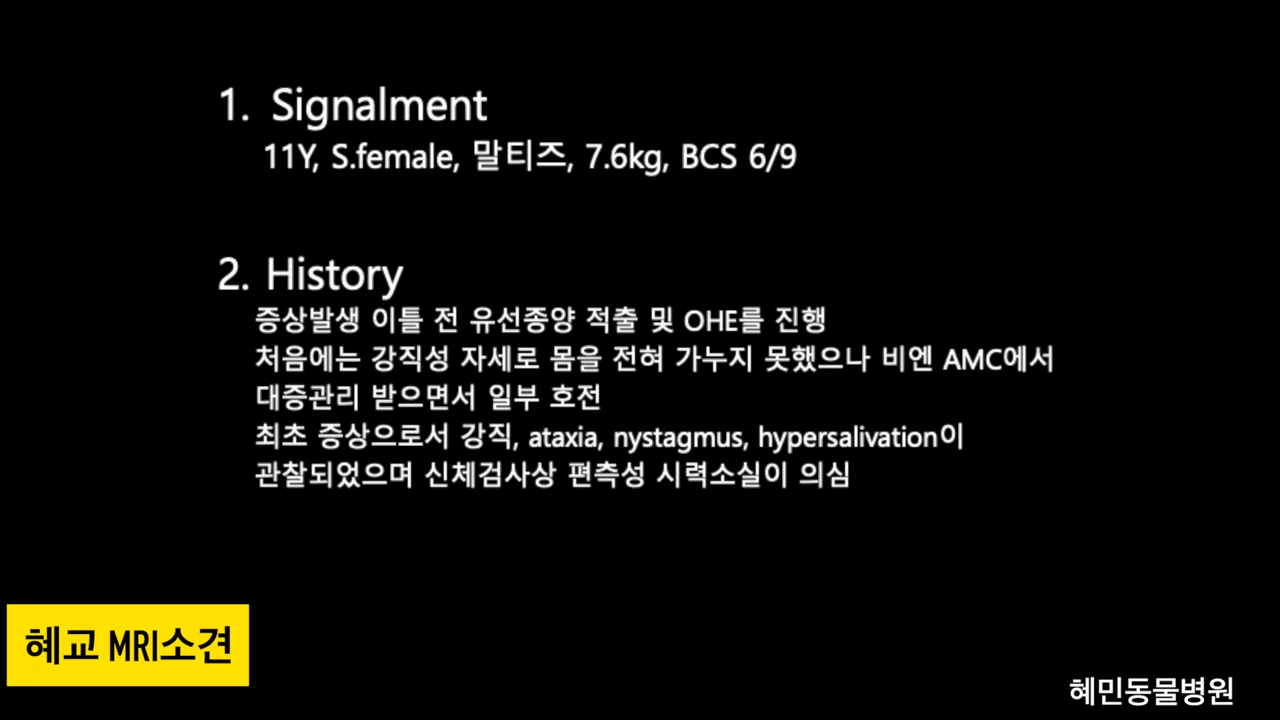 1. Signalment
11Y, S.female, 말티즈, 7.6kg, BCS 6/9
2. History
증상발생 이틀 전 유선종양 적출 및 OHE를 진행
처음에는 강직성 자세로 몸을 전혀 가누지 못했으나 비엔 AMC에서
대증관리 받으면서 일부 호전
최초 증상으로서 강직, ataxia, nystagmus, hypersalivation이
관찰되었으며 신체검사상 편측성 시력소실이 의심
혜교 MRI소견
혜민동물병원